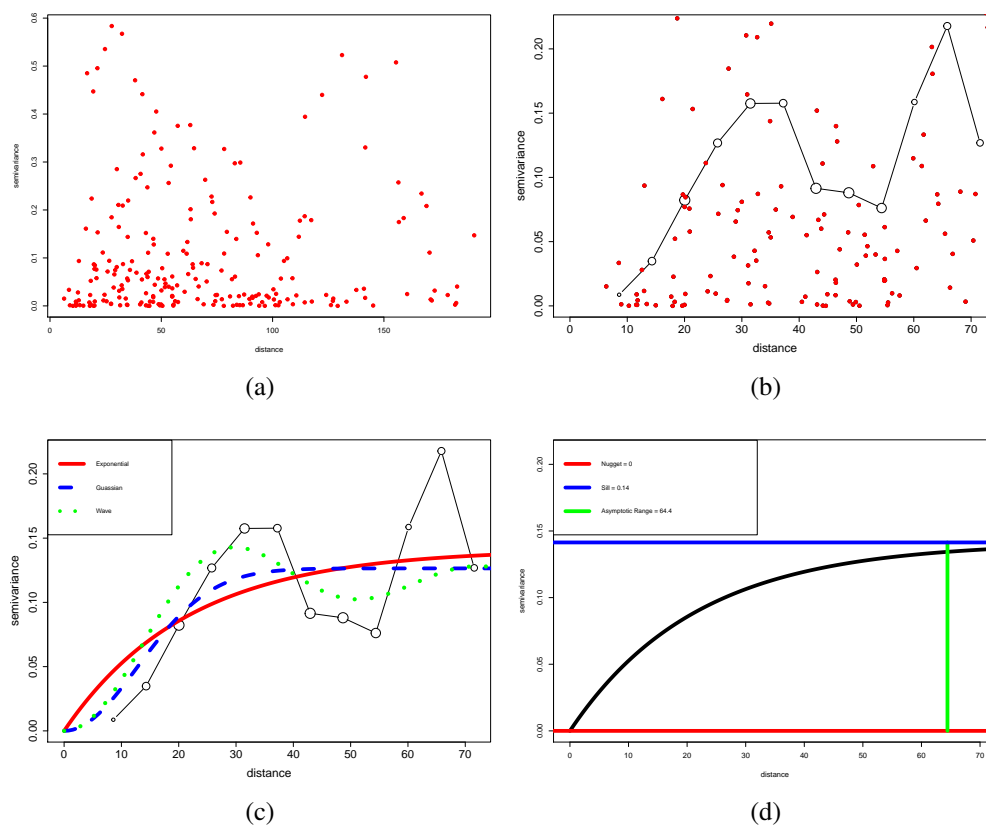 semivariance
0.0 0.1 0.2 0.3 0.4 0.5 0.6
0 50 100 150
distance
(a)
semivariance
0.00 0.05 0.10 0.15 0.20
0 10 20 30 40 50 60 70
distance
(b)
semivariance
0.00 0.05 0.10 0.15 0.20
Exponential
Guassian
Wave
0 10 20 30 40 50 60 70
distance
(c)
semivariance
0.00 0.05 0.10 0.15 0.20
Nugget = 0
Sill = 0.14
Asymptotic Range = 64.4
0 10 20 30 40 50 60 70
distance
(d)